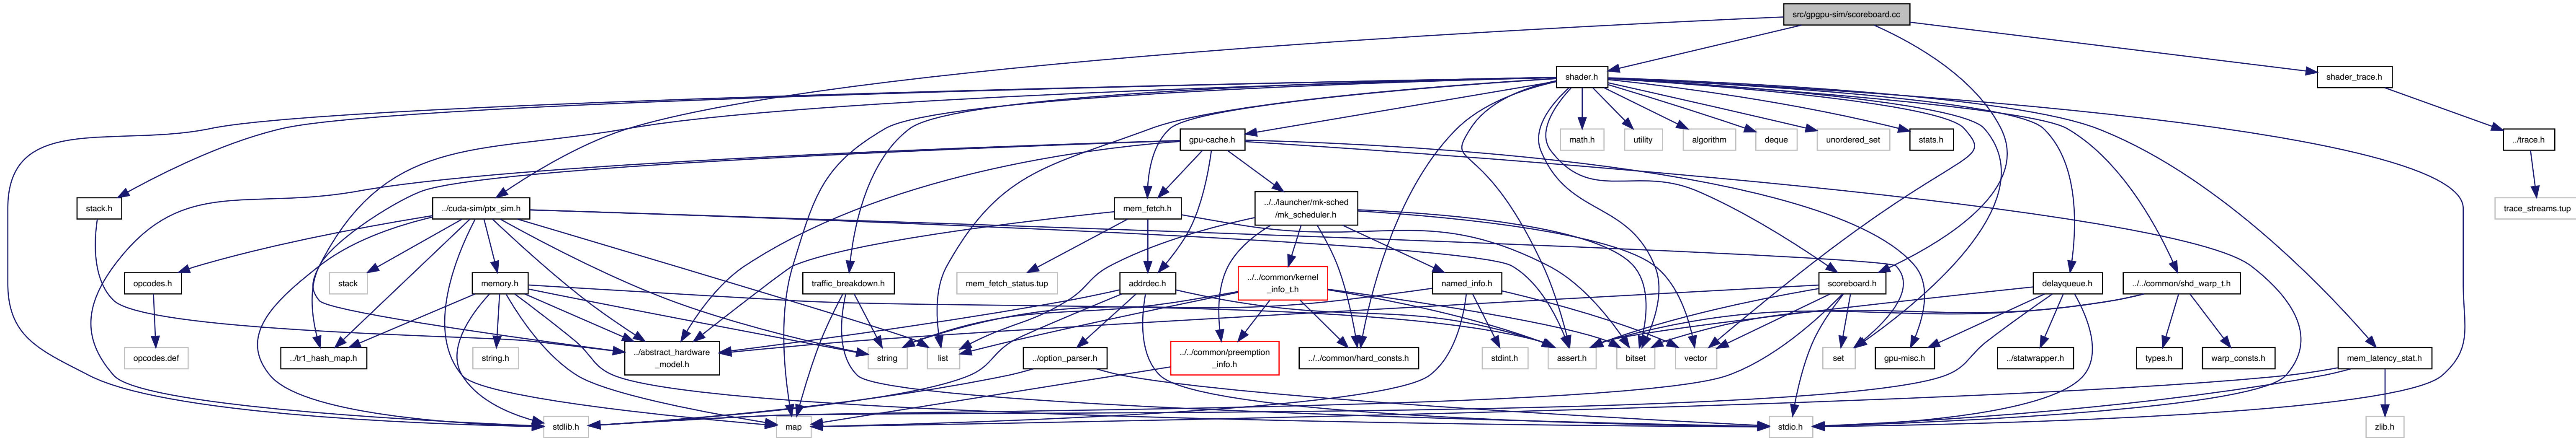 src/gpgpu-sim/scoreboard.cc
shader.h
shader_trace.h
gpu-cache.h
math.h
utility
algorithm
deque
unordered_set
stats.h
../trace.h
stack.h
../cuda-sim/ptx_sim.h
mem_fetch.h
../../launcher/mk-sched
/mk_scheduler.h
trace_streams.tup
opcodes.h
stack
memory.h
traffic_breakdown.h
mem_fetch_status.tup
addrdec.h
../../common/kernel
_info_t.h
named_info.h
scoreboard.h
delayqueue.h
../../common/shd_warp_t.h
opcodes.def
../tr1_hash_map.h
string.h
../abstract_hardware
_model.h
string
list
../option_parser.h
../../common/preemption
_info.h
../../common/hard_consts.h
stdint.h
assert.h
bitset
vector
set
gpu-misc.h
../statwrapper.h
types.h
warp_consts.h
mem_latency_stat.h
stdlib.h
map
stdio.h
zlib.h